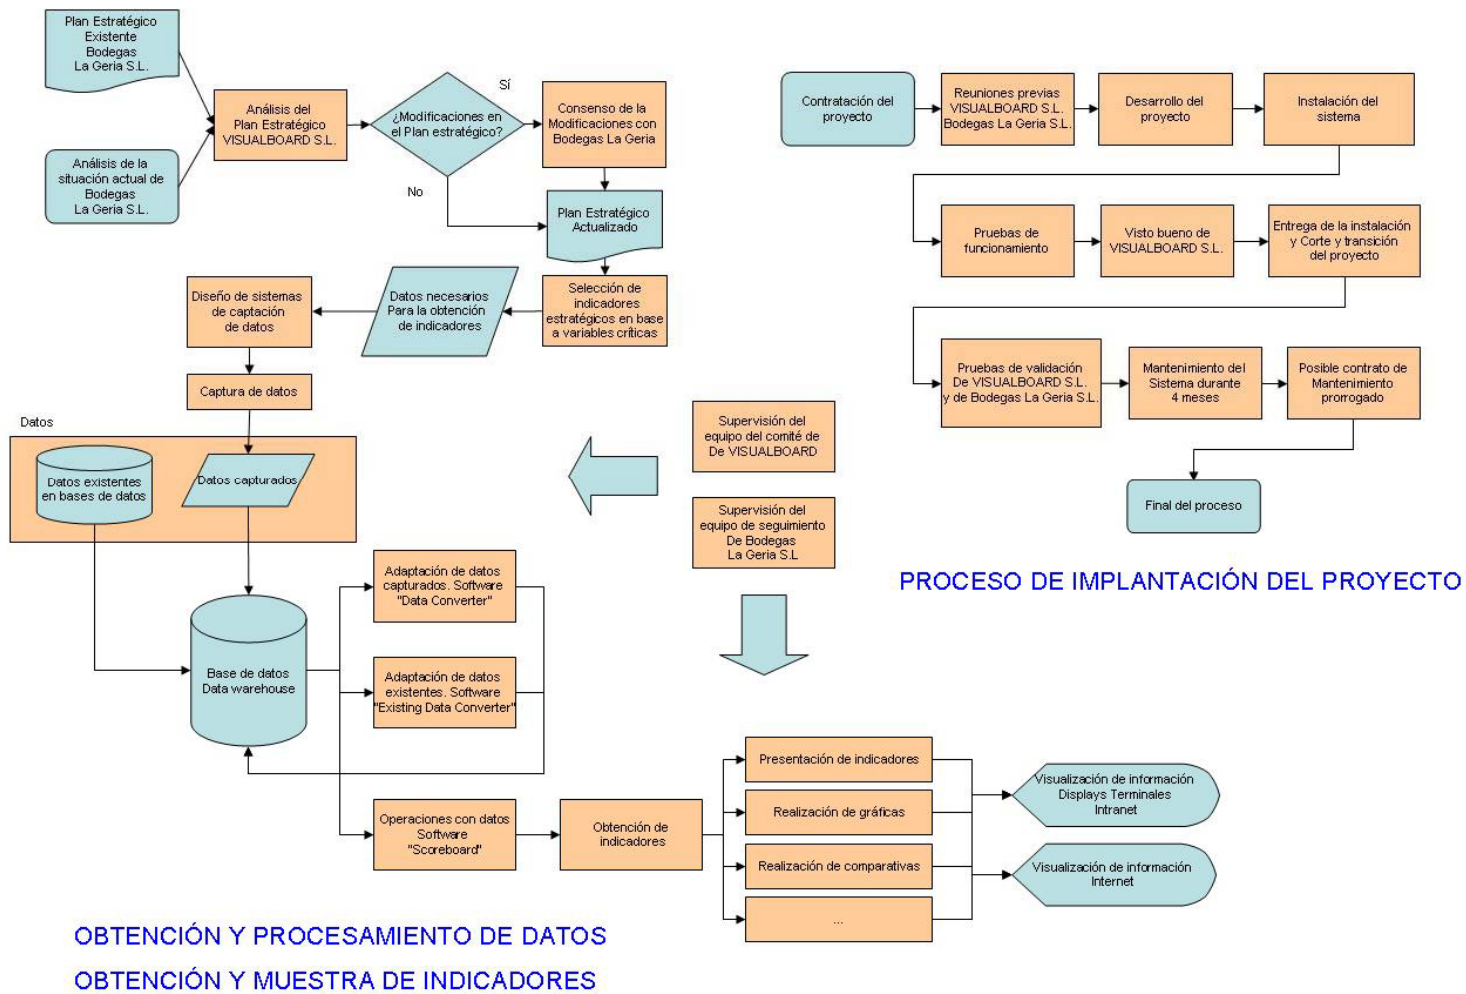 Plan Estratégico
Existente
Bodegas
La Geria S.L.
Análisis de la
situación actual de
Bodegas
La Geria S.L.
Análisis del
Plan Estratégico
VISUALBOARD S.L.
¿Modificaciones en
el Plan estratégico?
Sí
No
Consenso de la
Modificaciones con
Bodegas La Geria
Plan Estratégico
Actualizado
Selección de
indicadores
estratégicos en base
a variables críticas
Datos necesarios
Para la obtención
de indicadores
Diseño de sistemas
de captación
de datos
Captura de datos
Datos
Datos existentes
en bases de datos
Datos capturados
Base de datos
Data warehouse
Adaptación de datos
capturados. Software
"Data Converter"
Adaptación de datos
existentes. Software
"Existing Data Converter"
Operaciones con datos
Software
"Scoreboard"
Obtención de
indicadores
Presentación de indicadores
Realización de gráficas
Realización de comparativas
...
Visualización de información
Displays Terminales
Intranet
Visualización de información
Internet
Supervisión del
equipo del comité de
De VISUALBOARD
Supervisión del
equipo de seguimiento
De Bodegas
La Geria S.L
Contratación del
proyecto
Reuniones previas
VISUALBOARD S.L.
Bodegas La Geria S.L.
Desarrollo del
proyecto
Instalación del
sistema
Pruebas de
funcionamiento
Visto bueno de
VISUALBOARD S.L.
Entrega de la instalación
y Corte y transición
del proyecto
Pruebas de validación
De VISUALBOARD S.L.
y de Bodegas La Geria S.L.
Mantenimiento del
Sistema durante
4 meses
Posible contrato de
Mantenimiento
prorrogado
Final del proceso
PROCESO DE IMPLANTACIÓN DEL PROYECTO
OBTENCIÓN Y PROCESAMIENTO DE DATOS
OBTENCIÓN Y MUESTRA DE INDICADORES